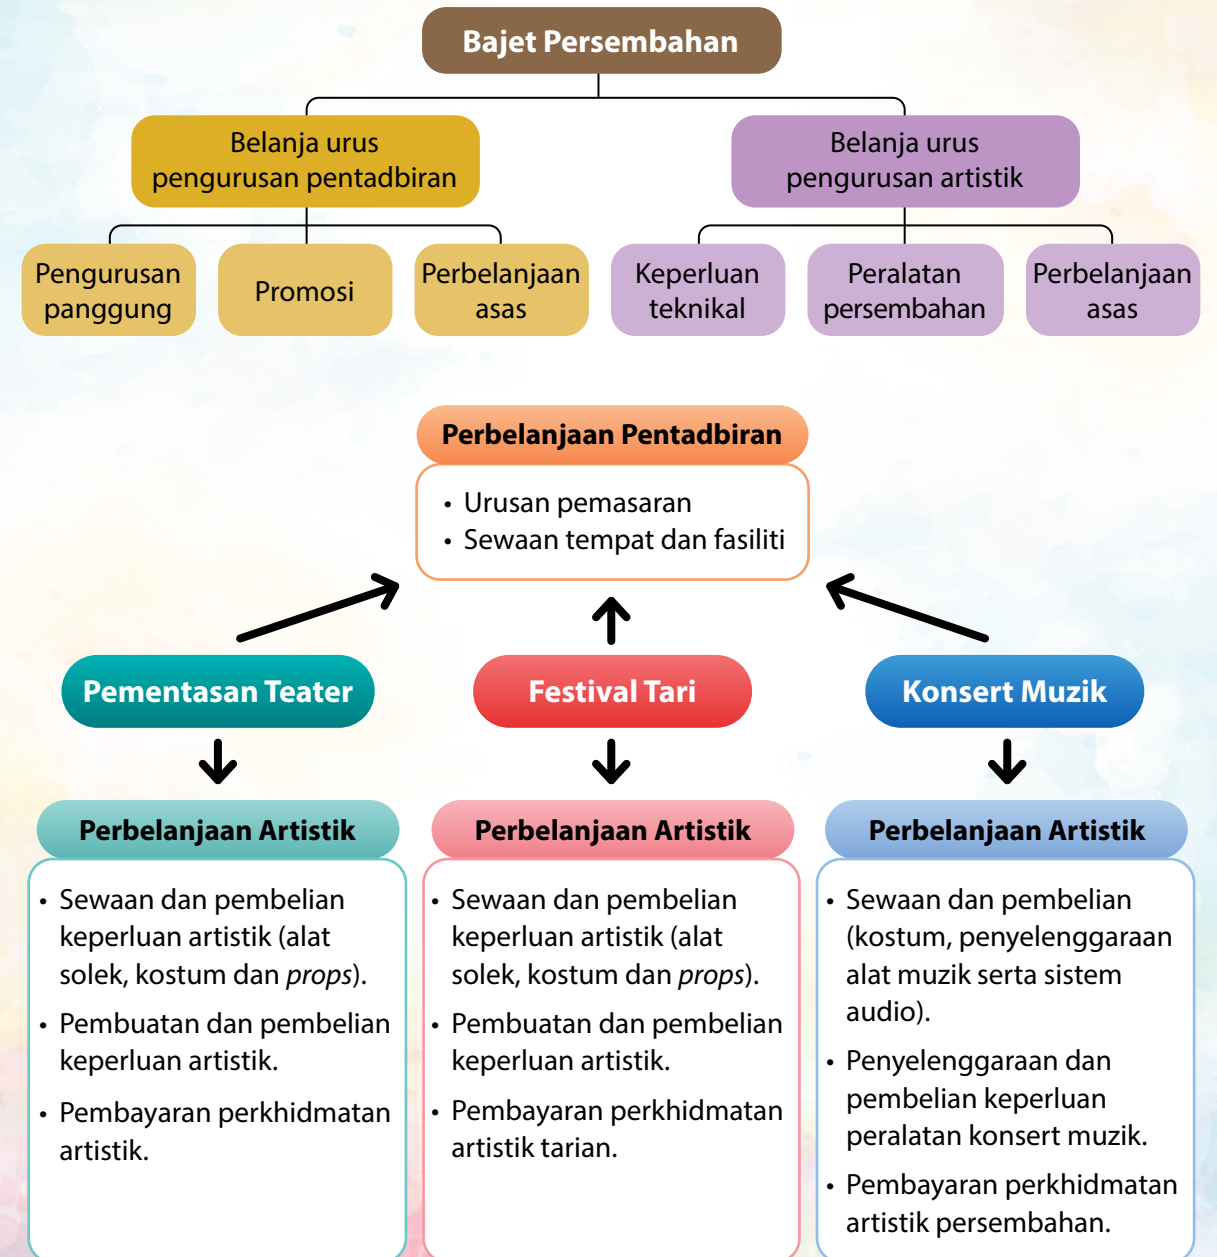 Bajet Persembahan
Belanja urus
pengurusan pentadbiran
Belanja urus
pengurusan artistik
Pengurusan
panggung
Promosi
Perbelanjaan
asas
Keperluan
teknikal
Peralatan
persembahan
Perbelanjaan
asas
Perbelanjaan Pentadbiran
• Urusan pemasaran
• Sewaan tempat dan fasiliti
Pementasan Teater
Festival Tari
Konsert Muzik
Perbelanjaan Artistik
• Sewaan dan pembelian
keperluan artistik (alat
solek, kostum dan props).
• Pembuatan dan pembelian
keperluan artistik.
• Pembayaran perkhidmatan
artistik.
Perbelanjaan Artistik
• Sewaan dan pembelian
keperluan artistik (alat
solek, kostum dan props).
• Pembuatan dan pembelian
keperluan artistik.
• Pembayaran perkhidmatan
artistik tarian.
Perbelanjaan Artistik
• Sewaan dan pembelian
(kostum, penyelenggaraan
alat muzik serta sistem
audio).
• Penyelenggaraan dan
pembelian keperluan
peralatan konsert muzik.
• Pembayaran perkhidmatan
artistik persembahan.